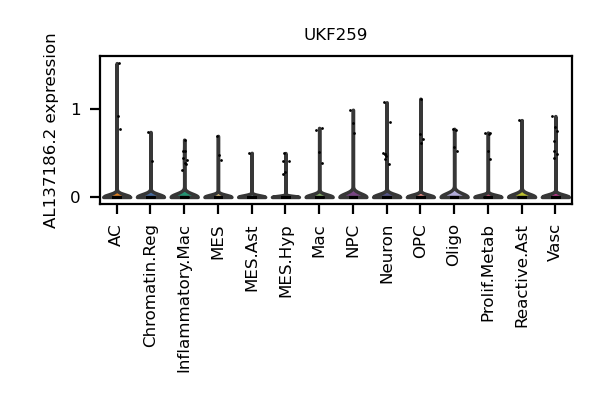 UKF259
AL137186.2 expression
1
0
AC
Chromatin.Reg
Inflammatory.Mac
MES
MES.Ast
MES.Hyp
Mac
NPC
Neuron
OPC
Oligo
Prolif.Metab
Reactive.Ast
Vasc